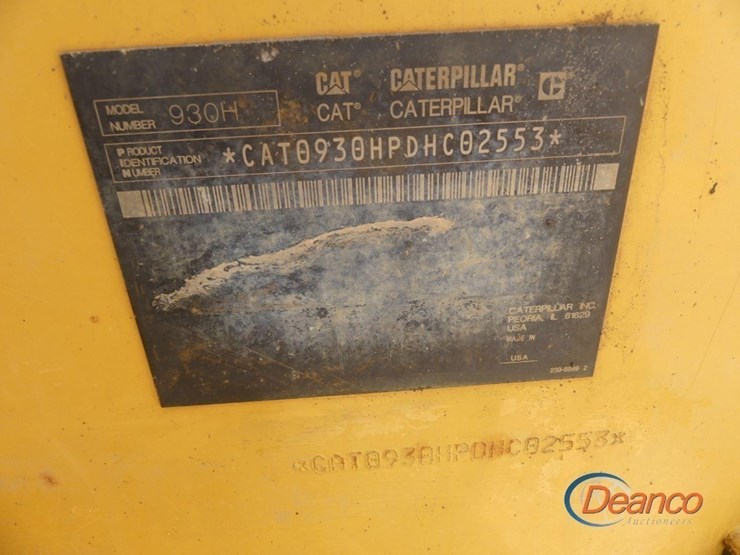 CAT CATERPILLAR C
CAT® CATERPILLAR®
MODEL NUMBER 930H
PRODUCT IDENTIFICATION NUMBER *CAT0930HPDHC02553*
CATERPILLAR INC.
PEORIA, IL 61629
USA
MADE IN
USA
*CAT0930HPDHC02553*
Deanco
Auctioneers